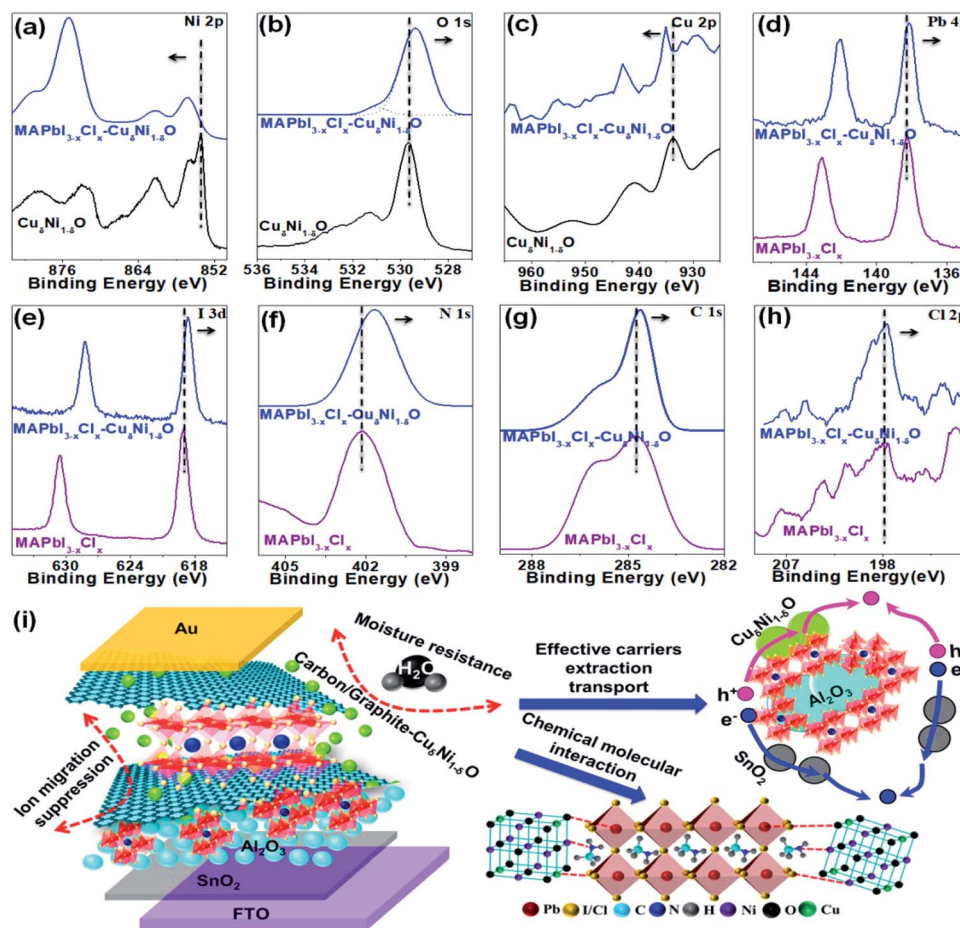 (a) Ni 2p
MAPbI3-xClx-CuδNi1-δO
CuδNi1-δO
876 864 852
Binding Energy (eV)
(b) O 1s
MAPbI3-xClx-CuδNi1-δO
CuδNi1-δO
536 534 532 530 528
Binding Energy (eV)
(c) Cu 2p
MAPbI3-xClx-CuδNi1-δO
CuδNi1-δO
960 950 940 930
Binding Energy (eV)
(d) Pb 4
MAPbI3-xClx-CuδNi1-δO
MAPbI3-xClx
144 141 138 135
Binding Energy (eV)
(e) I 3d
MAPbI3-xClx-CuδNi1-δO
MAPbI3-xClx
630 624 618
Binding Energy (eV)
(f) N 1s
MAPbI3-xClx-CuδNi1-δO
MAPbI3-xClx
405 402 399
Binding Energy (eV)
(g) C 1s
MAPbI3-xClx-CuδNi1-δO
MAPbI3-xClx
288 285 282
Binding Energy (eV)
(h) Cl 2p
MAPbI3-xClx-CuδNi1-δO
MAPbI3-xClx
207 198
Binding Energy(eV)
(i)
Au
Moisture resistance
H2O
Carbon/Graphite-CuδNi1-δO
Ion migration
suppression
Al2O3
SnO2
FTO
Effective carriers
extraction
transport
Chemical molecular
interaction
CuδNi1-δO
h+
e-
Al2O3
SnO2
h
e
Pb I/Cl C N H Ni O Cu